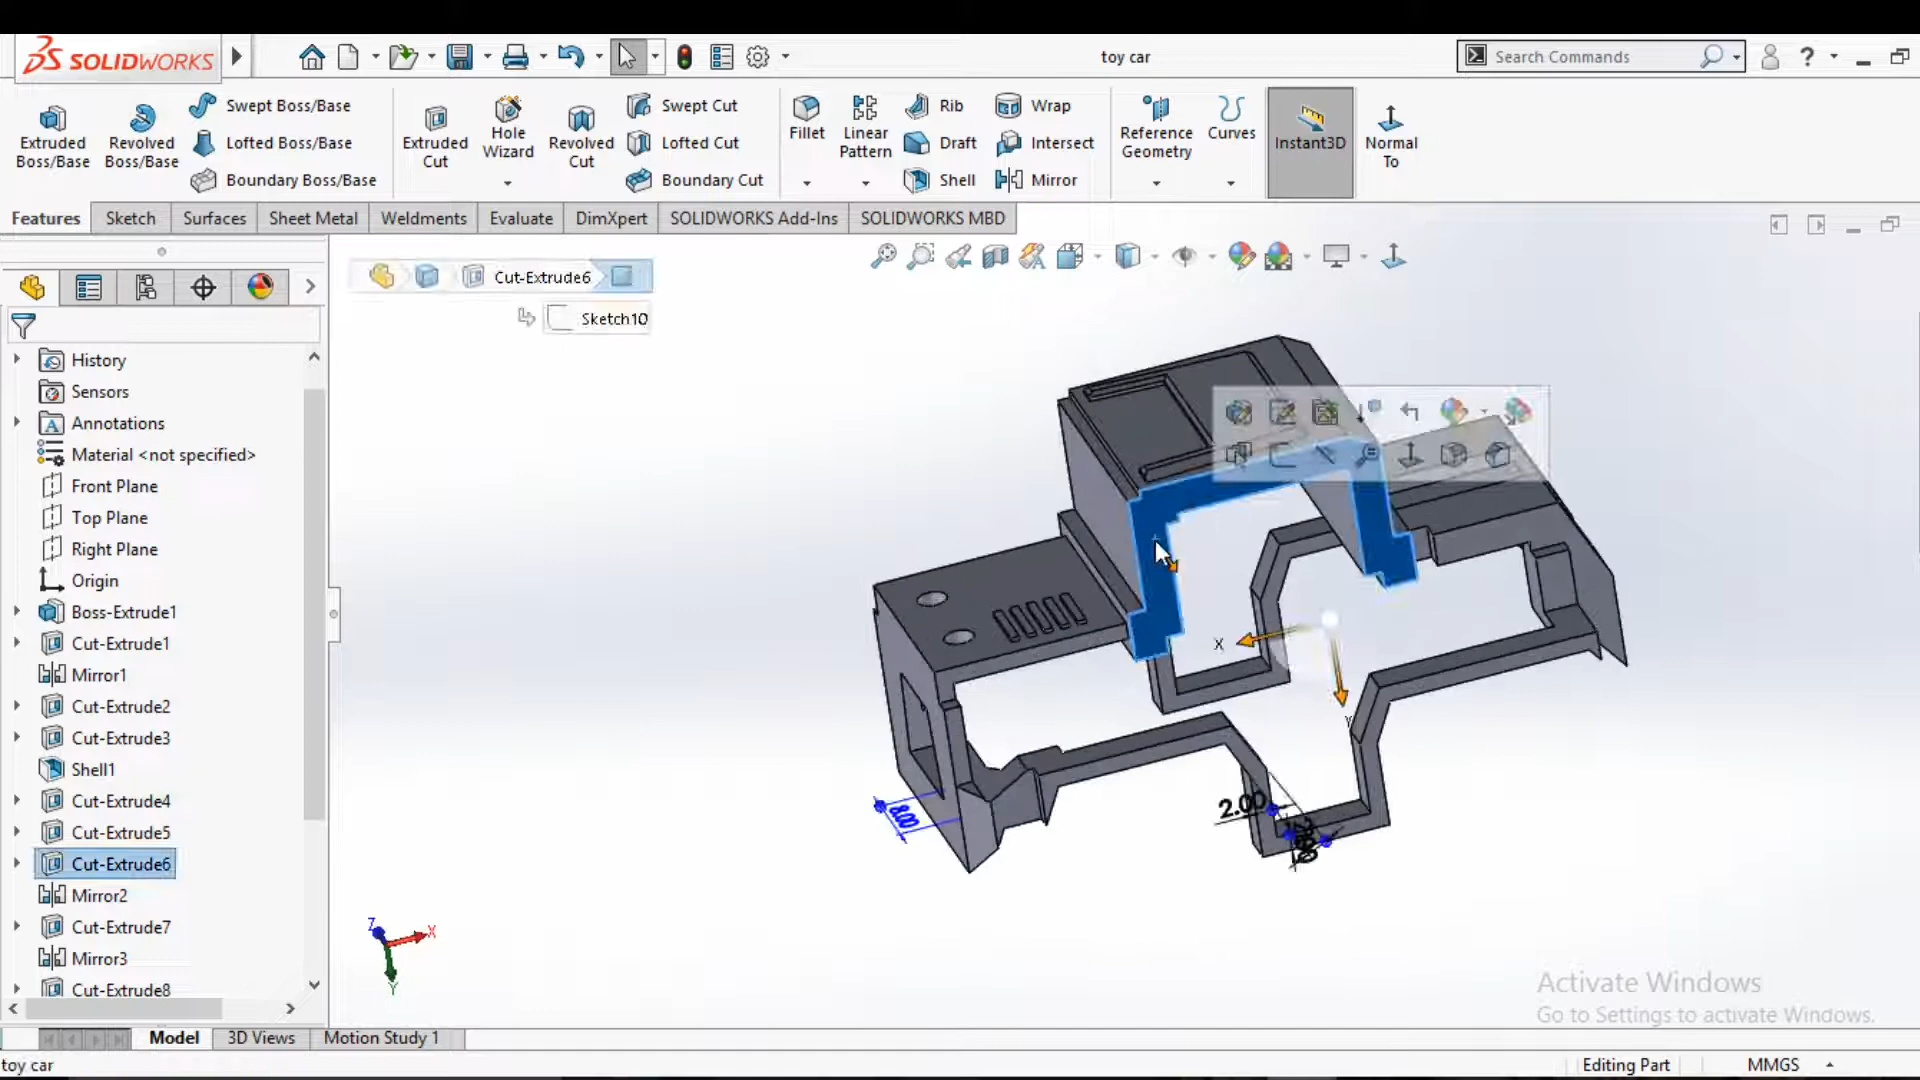 SOLIDWORKS
toy car
Search Commands
?
Extruded
Boss/Base
Revolved
Boss/Base
Swept Boss/Base
Lofted Boss/Base
Boundary Boss/Base
Extruded
Cut
Hole
Wizard
Revolved
Cut
Swept Cut
Lofted Cut
Boundary Cut
Fillet
Linear
Pattern
Rib
Draft
Shell
Wrap
Intersect
Mirror
Reference
Geometry
Curves
Instant3D
Normal
To
Features
Sketch
Surfaces
Sheet Metal
Weldments
Evaluate
DimXpert
SOLIDWORKS Add-Ins
SOLIDWORKS MBD
Cut-Extrude6
Sketch10
History
Sensors
Annotations
Material <not specified>
Front Plane
Top Plane
Right Plane
Origin
Boss-Extrude1
Cut-Extrude1
Mirror1
Cut-Extrude2
Cut-Extrude3
Shell1
Cut-Extrude4
Cut-Extrude5
Cut-Extrude6
Mirror2
Cut-Extrude7
Mirror3
Cut-Extrude8
X
Y
8.00
2.00
Z
X
Y
Activate Windows
Go to Settings to activate Windows.
Model
3D Views
Motion Study 1
toy car
Editing Part
MMGS